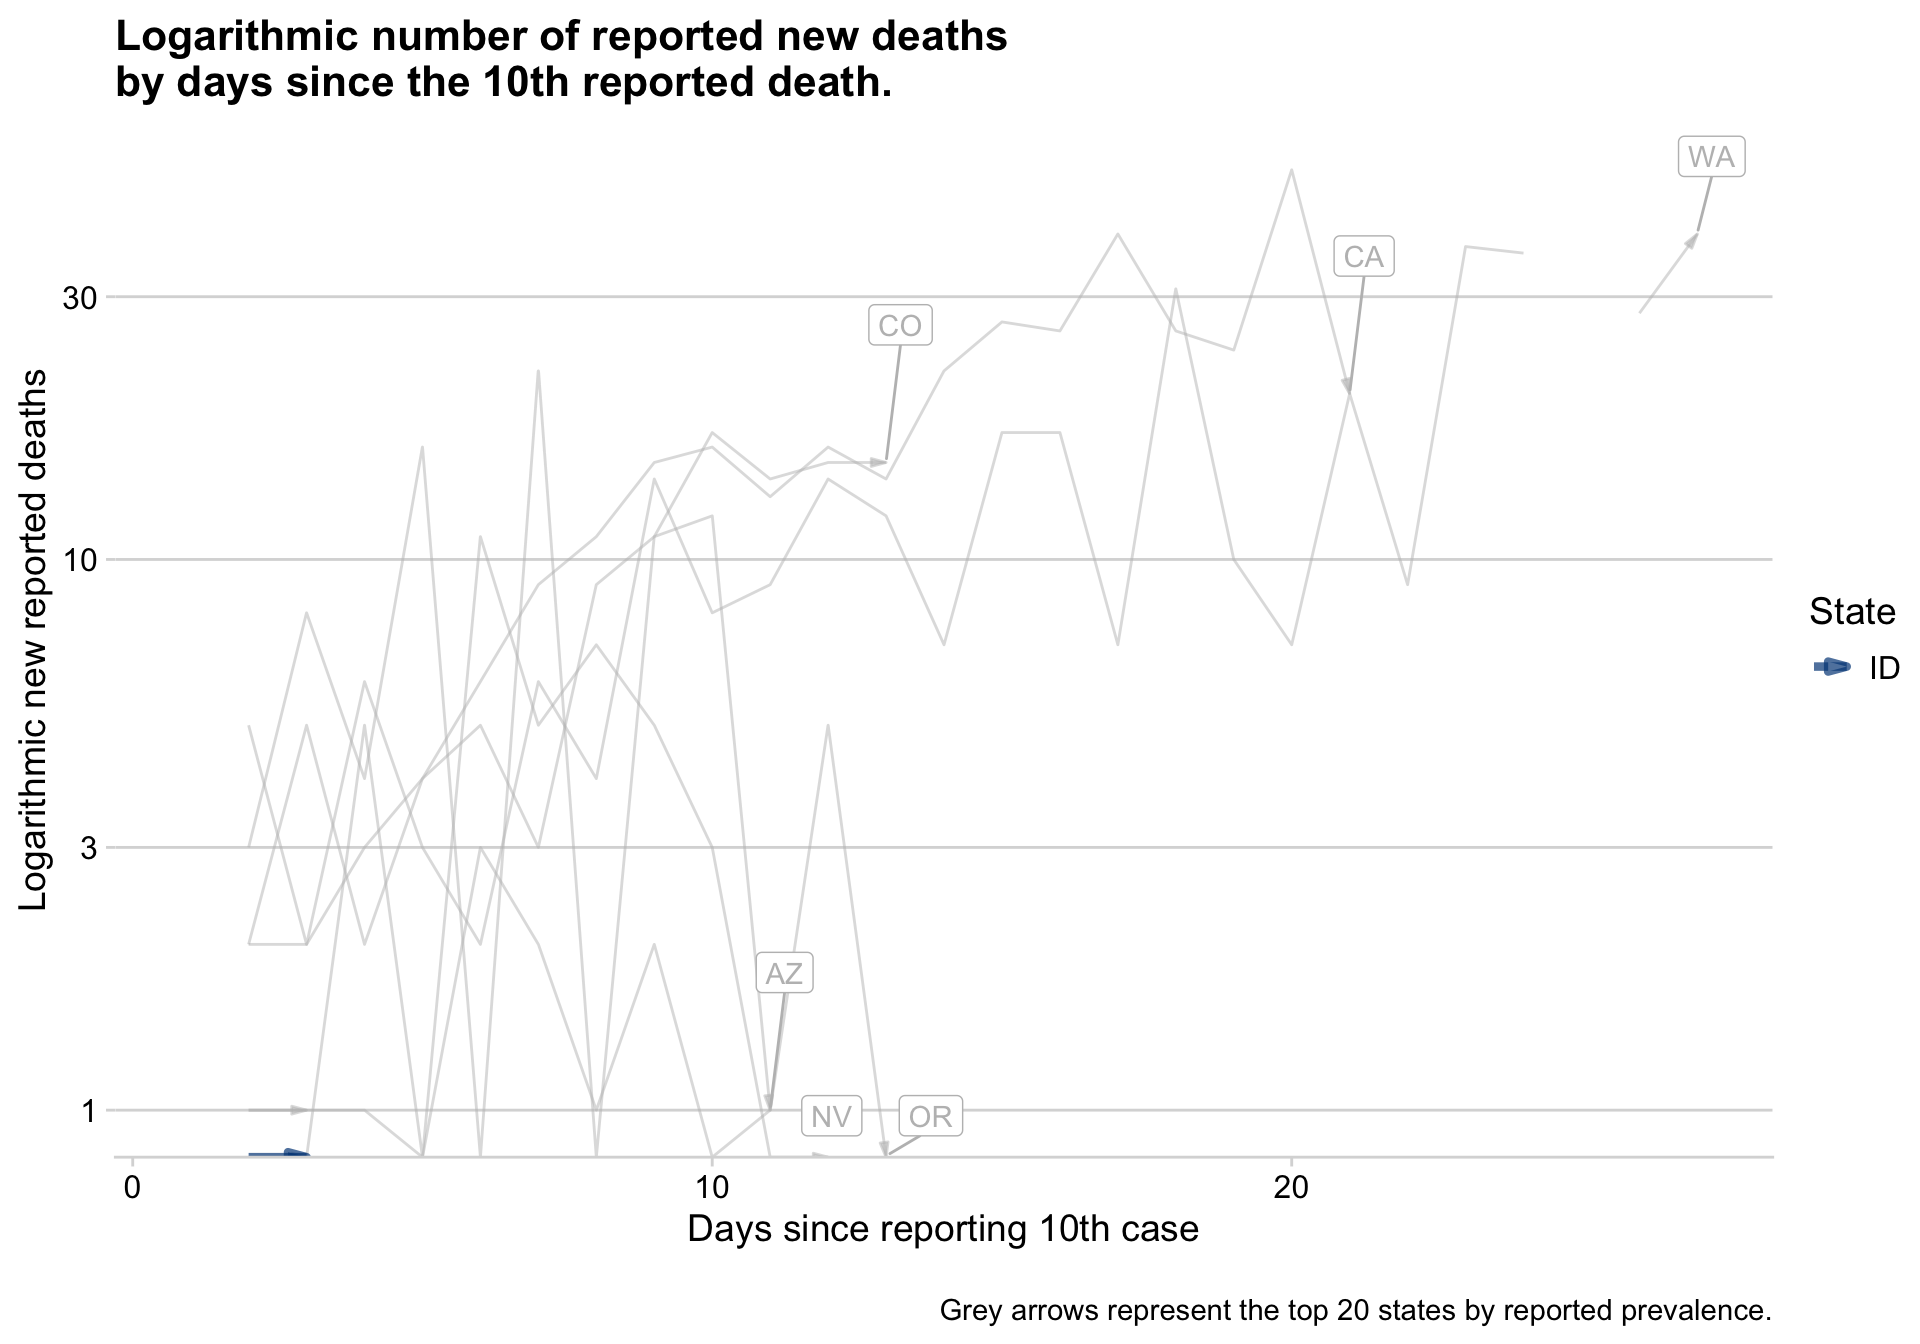 Logarithmic number of reported new deaths
by days since the 10th reported death.
WA
CA
30
CO
Logarithmic new reported deaths
10
State
ID
3
AZ
1
NV
OR
0
10
20
Days since reporting 10th case
Grey arrows represent the top 20 states by reported prevalence.